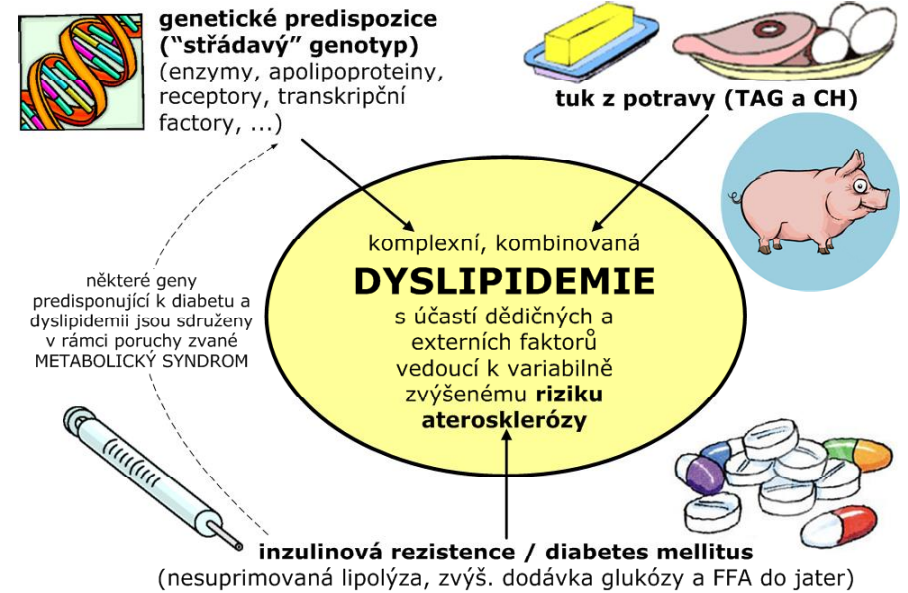 genetické predispozice
(“střádavý” genotyp)
(enzymy, apolipoproteiny,
receptory, transkripční
factory, ...)
tuk z potravy (TAG a CH)
komplexní, kombinovaná
DYSLIPIDEMIE
s účastí dědičných a
externích faktorů
vedoucí k variabilně
zvýšenému riziku
aterosklerózy
některé geny
predisponující k diabetu a
dyslipidemii jsou sdruženy
v rámci poruchy zvané
METABOLICKÝ SYNDROM
inzulinová rezistence / diabetes mellitus
(nesuprimovaná lipolýza, zvýš. dodávka glukózy a FFA do jater)